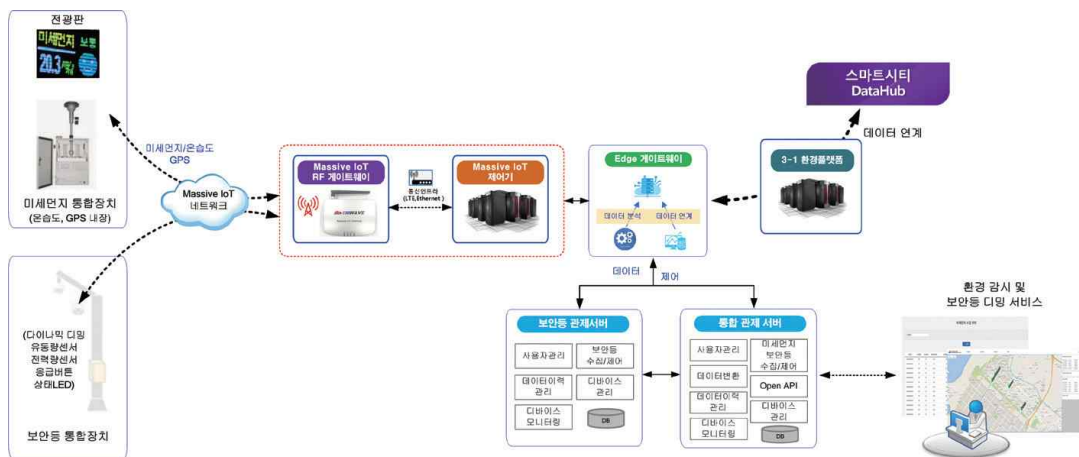 전광판
미세먼지 보통
20.3
미세먼지 통합장치
(온습도, GPS 내장)
미세먼지/온습도
GPS
Massive IoT
네트워크
(다이나믹 디밍
유동량센서
전력량센서
응급버튼
상태LED)
보안등 통합장치
Massive IoT
RF 게이트웨이
통신인프라
(LTE,Ethernet )
Massive IoT
제어기
Edge 게이트웨이
데이터 분석
데이터 연계
스마트시티
DataHub
데이터 연계
3-1 환경플랫폼
데이터
제어
보안등 관제서버
사용자관리
보안등
수집/제어
데이터이력
관리
디바이스
관리
디바이스
모니터링
DB
통합 관제 서버
사용자관리
미세먼지
보안등
수집/제어
데이터변환
Open API
데이터이력
관리
디바이스
관리
디바이스
모니터링
DB
환경 감시 및
보안등 디밍 서비스